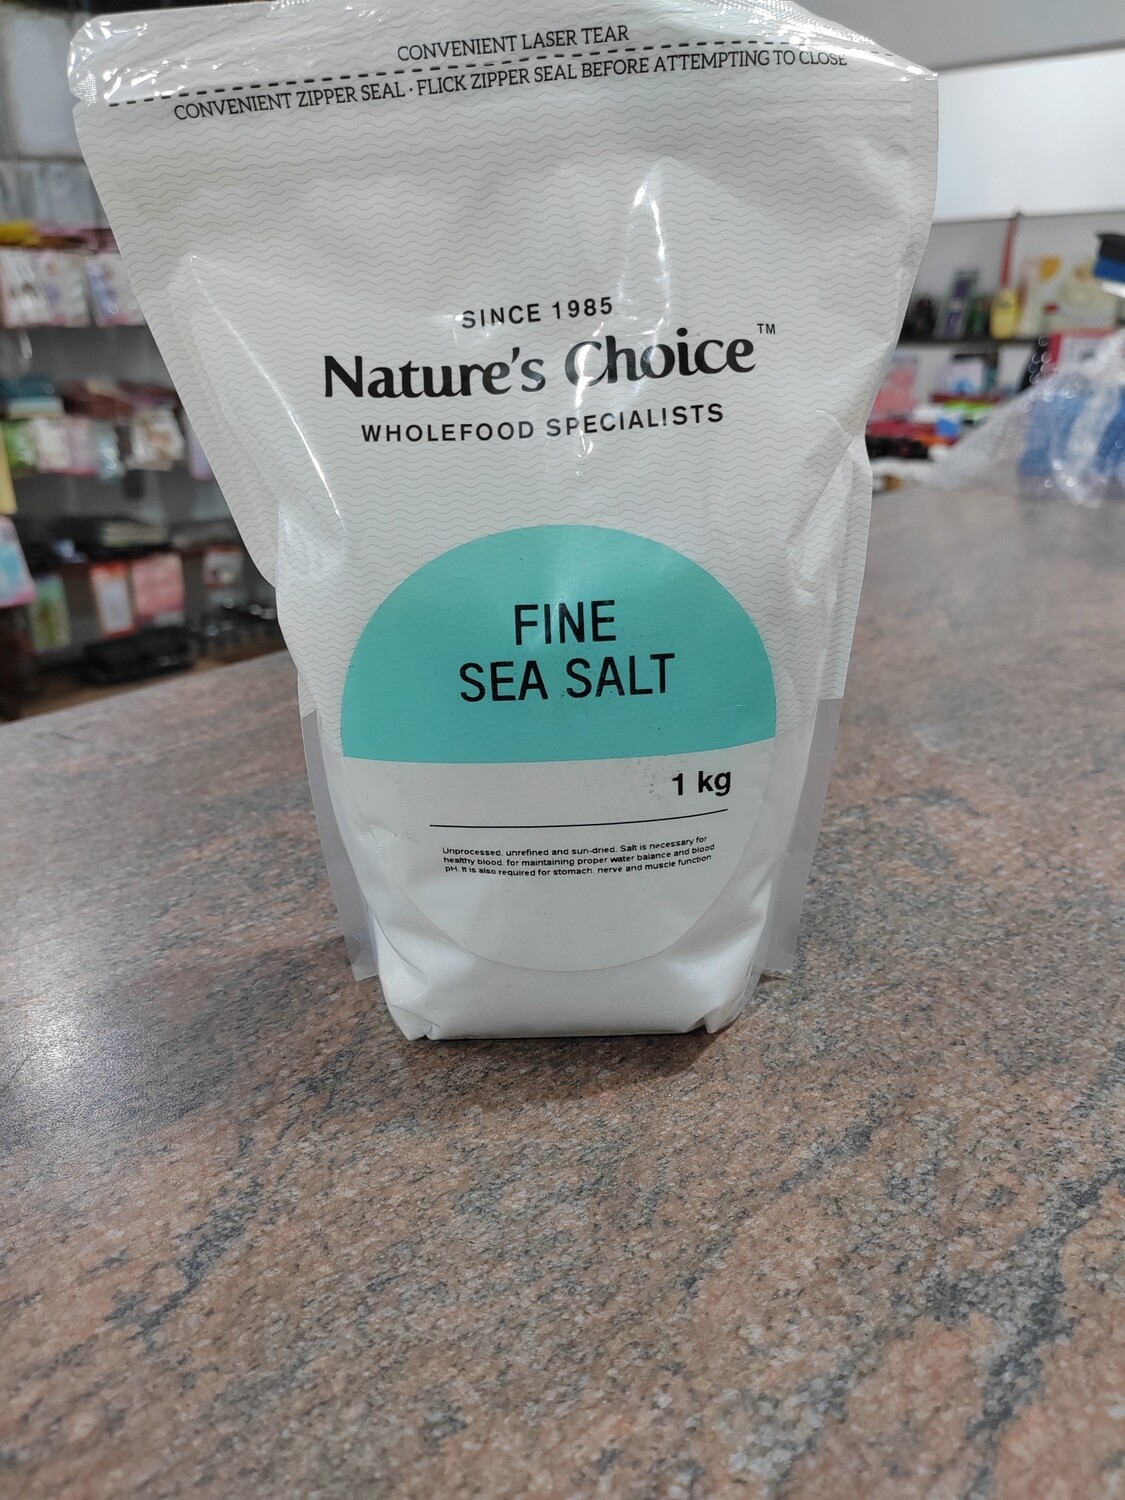 CONVENIENT LASER TEAR
CONVENIENT ZIPPER SEAL · FLICK ZIPPER SEAL BEFORE ATTEMPTING TO CLOSE
SINCE 1985
Nature's Choice™
WHOLEFOOD SPECIALISTS
FINE
SEA SALT
1 kg
Unprocessed, unrefined and sun-dried. Salt is necessary for
healthy blood, for maintaining proper water balance and blood
pH. It is also required for stomach, nerve and muscle function